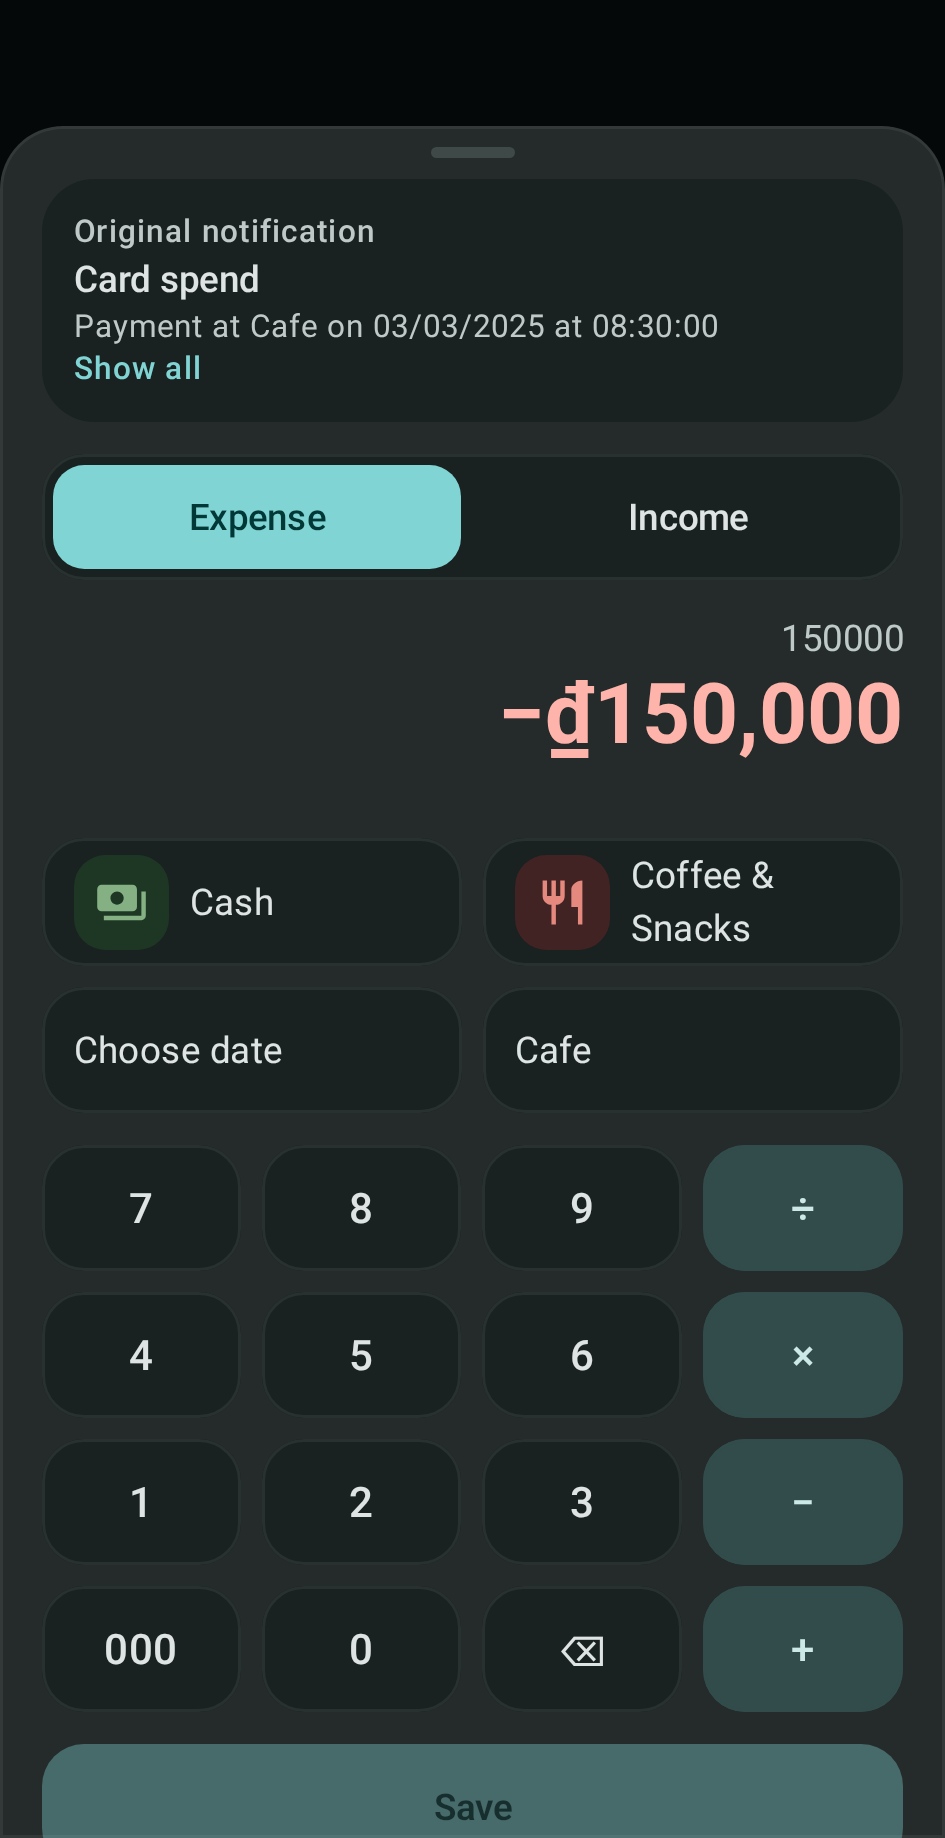 Original notification
Card spend
Payment at Cafe on 03/03/2025 at 08:30:00
Show all
Expense
Income
150000
−₫150,000
Cash
Coffee &
Snacks
Choose date
Cafe
7
8
9
÷
4
5
6
×
1
2
3
−
000
0
+
Save